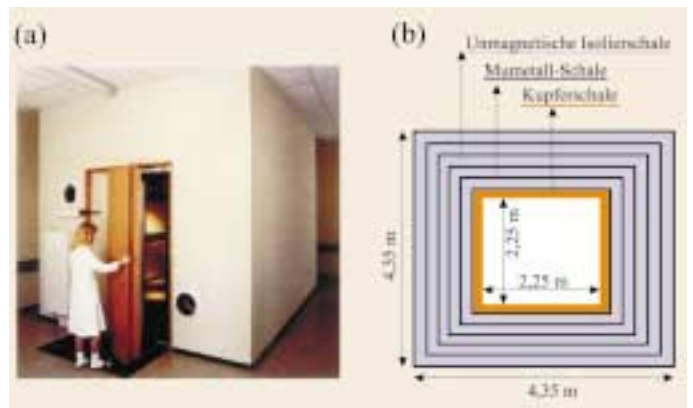 (a)
(b)
Unmagnetische Isolierschale
Mumetall-Schale
Kupferschale
4,35 m
2,25 m
2,25 m
4,35 m